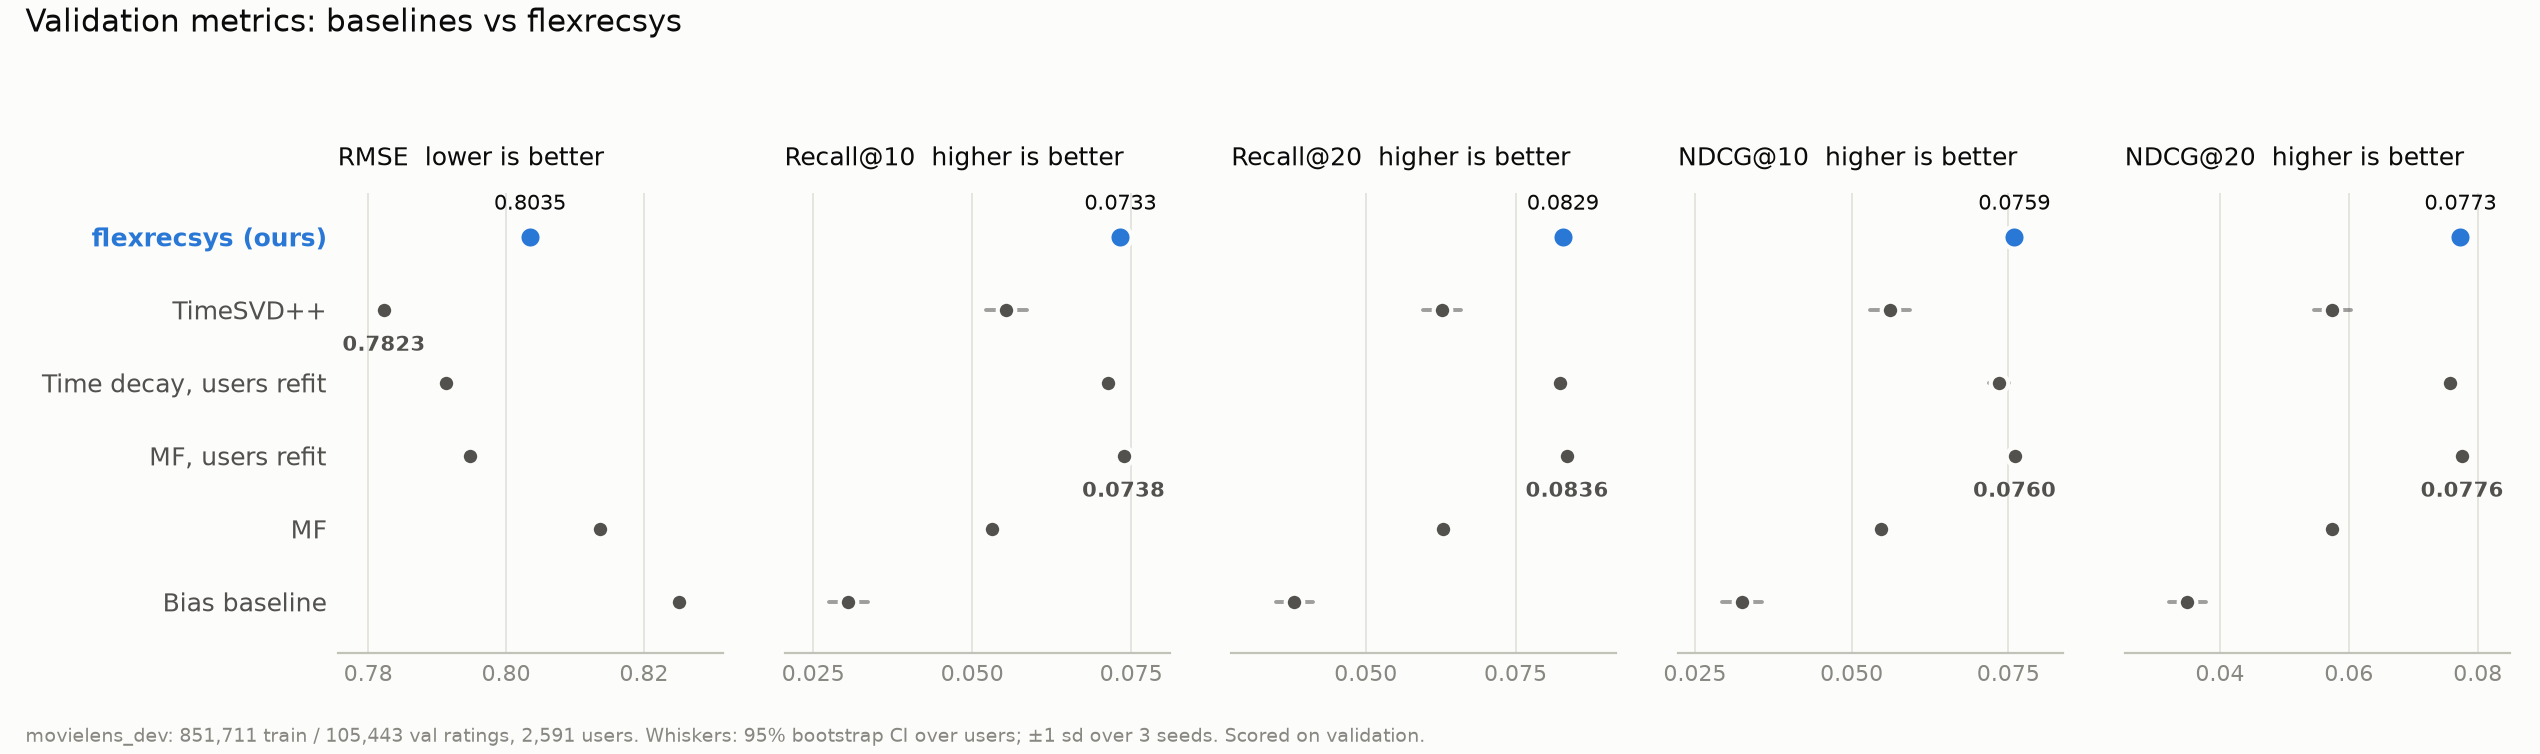 Validation metrics: baselines vs flexrecsys
RMSE  lower is better
Recall@10  higher is better
Recall@20  higher is better
NDCG@10  higher is better
NDCG@20  higher is better
0.8035
0.0733
0.0829
0.0759
0.0773
flexrecsys (ours)
TimeSVD++
0.7823
Time decay, users refit
MF, users refit
0.0738
0.0836
0.0760
0.0776
MF
Bias baseline
0.78 0.80 0.82
0.025 0.050 0.075
0.050 0.075
0.025 0.050 0.075
0.04 0.06 0.08
movielens_dev: 851,711 train / 105,443 val ratings, 2,591 users. Whiskers: 95% bootstrap CI over users; ±1 sd over 3 seeds. Scored on validation.